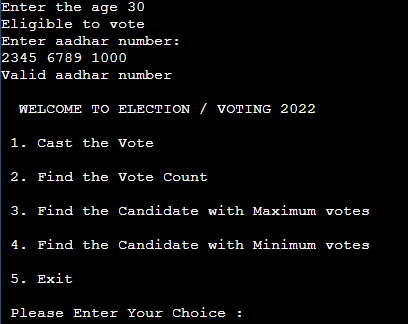 Enter the age 30
Eligible to vote
Enter aadhar number:
2345 6789 1000
Valid aadhar number
WELCOME TO ELECTION / VOTING 2022
1. Cast the Vote
2. Find the Vote Count
3. Find the Candidate with Maximum votes
4. Find the Candidate with Minimum votes
5. Exit
Please Enter Your Choice :